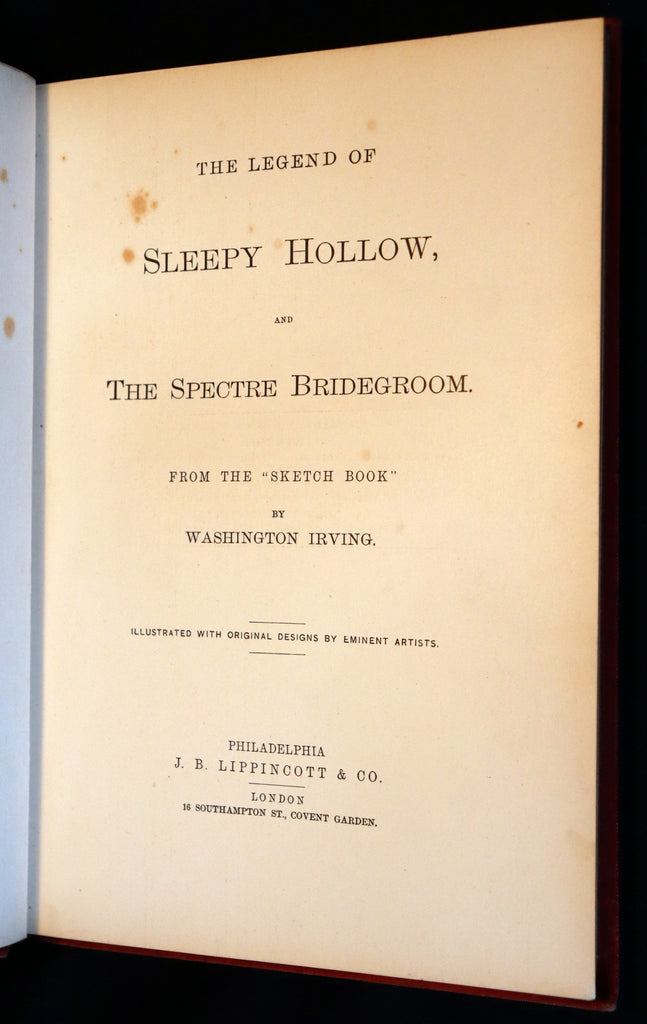 THE LEGEND OF
SLEEPY HOLLOW,
AND
THE SPECTRE BRIDEGROOM.
FROM THE "SKETCH BOOK"
BY
WASHINGTON IRVING.
ILLUSTRATED WITH ORIGINAL DESIGNS BY EMINENT ARTISTS.
PHILADELPHIA
J. B. LIPPINCOTT & CO.
LONDON
16 SOUTHAMPTON ST., COVENT GARDEN.